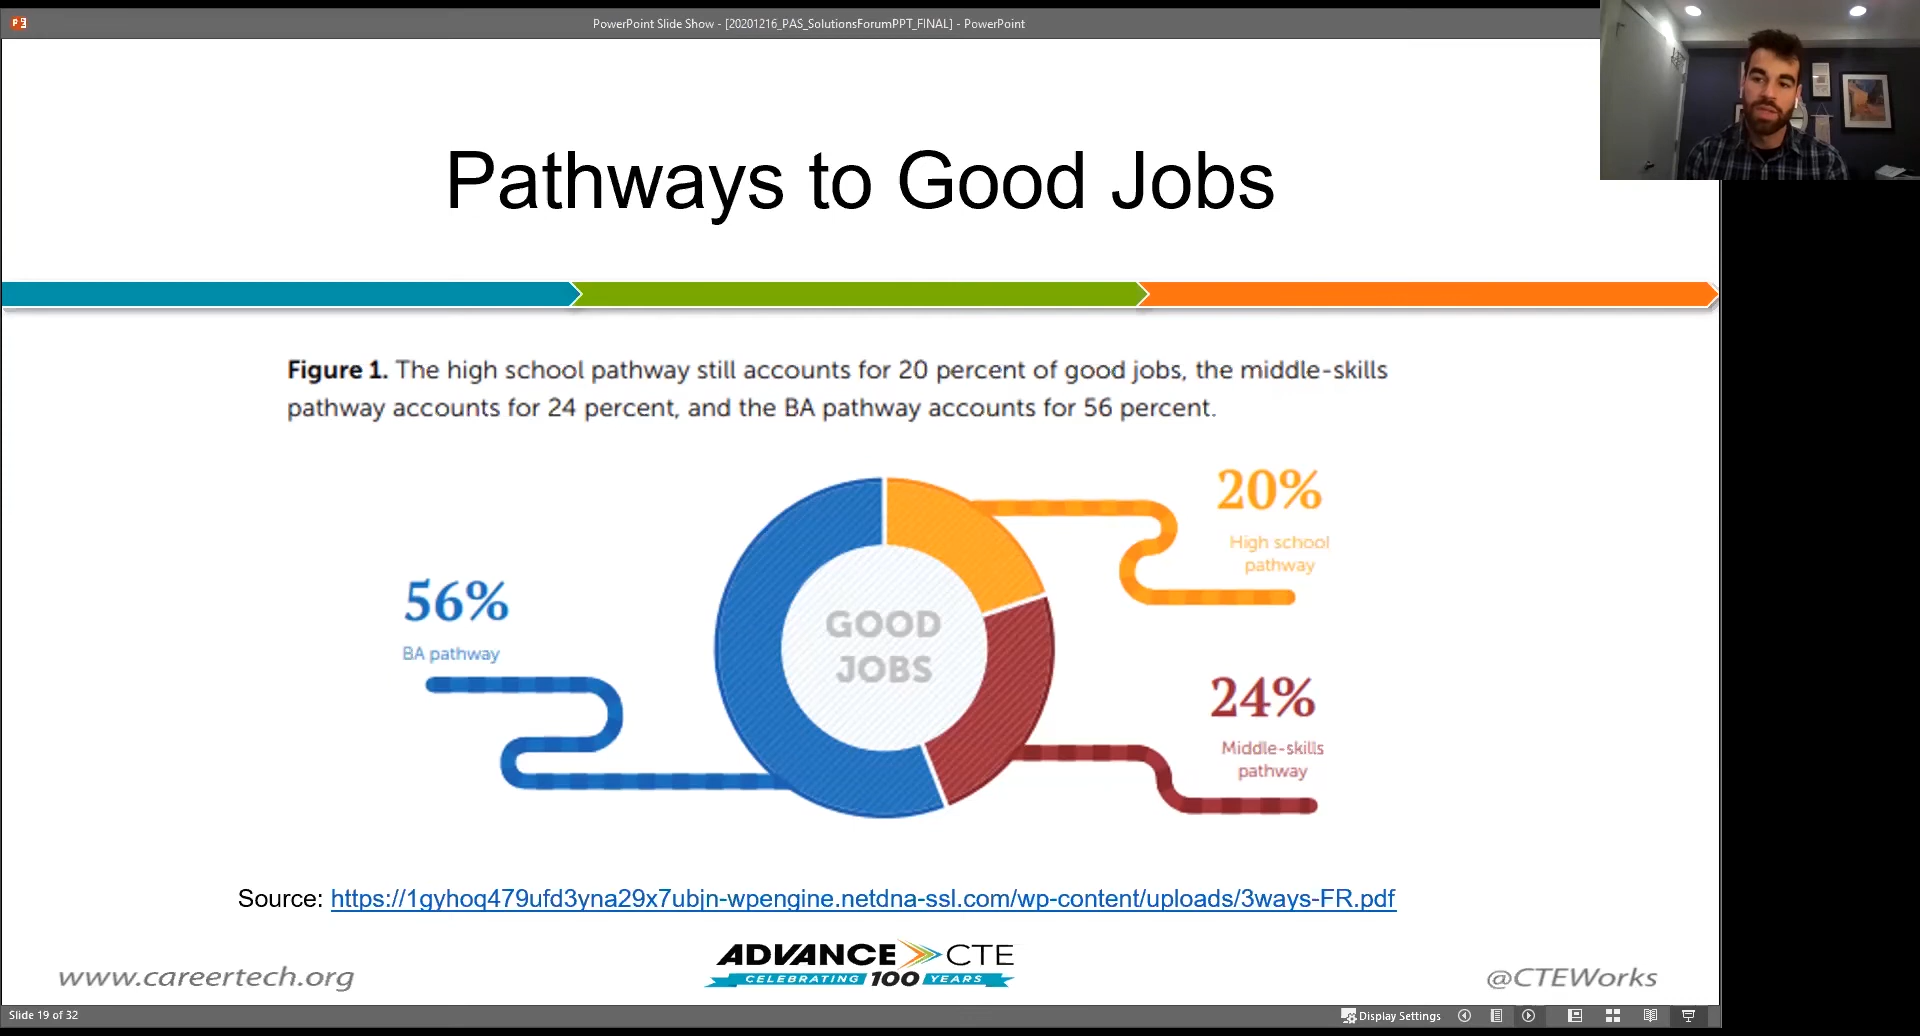 PowerPoint Slide Show - [20201216_PAS_SolutionsForumPPT_FINAL] - PowerPoint
Pathways to Good Jobs
Figure 1. The high school pathway still accounts for 20 percent of good jobs, the middle-skills
pathway accounts for 24 percent, and the BA pathway accounts for 56 percent.
20%
High school
pathway
56%
BA pathway
GOOD
JOBS
24%
Middle-skills
pathway
Source: https://1gyhoq479ufd3yna29x7ubjn-wpengine.netdna-ssl.com/wp-content/uploads/3ways-FR.pdf
ADVANCE CTE
CELEBRATING 100 YEARS
www.careertech.org
@CTEWorks
Slide 19 of 32
Display Settings